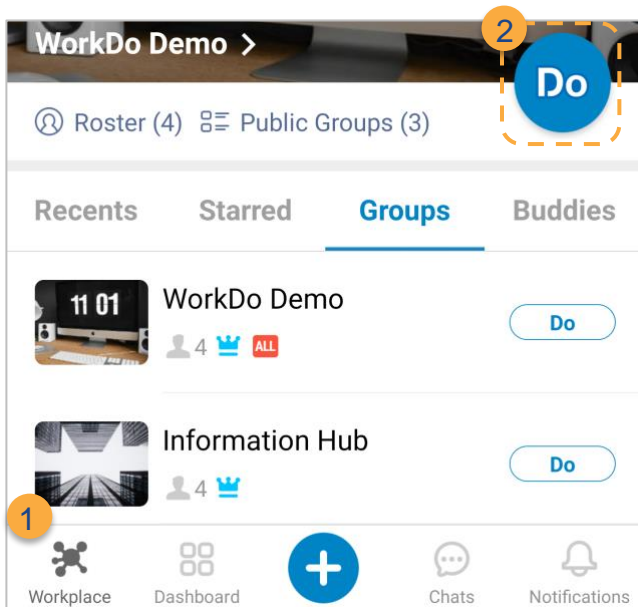 WorkDo Demo >
2
Do
Roster (4) Public Groups (3)
Recents Starred Groups Buddies
11 01
WorkDo Demo
4 ALL
Do
Information Hub
4
Do
1
Workplace Dashboard Chats Notifications